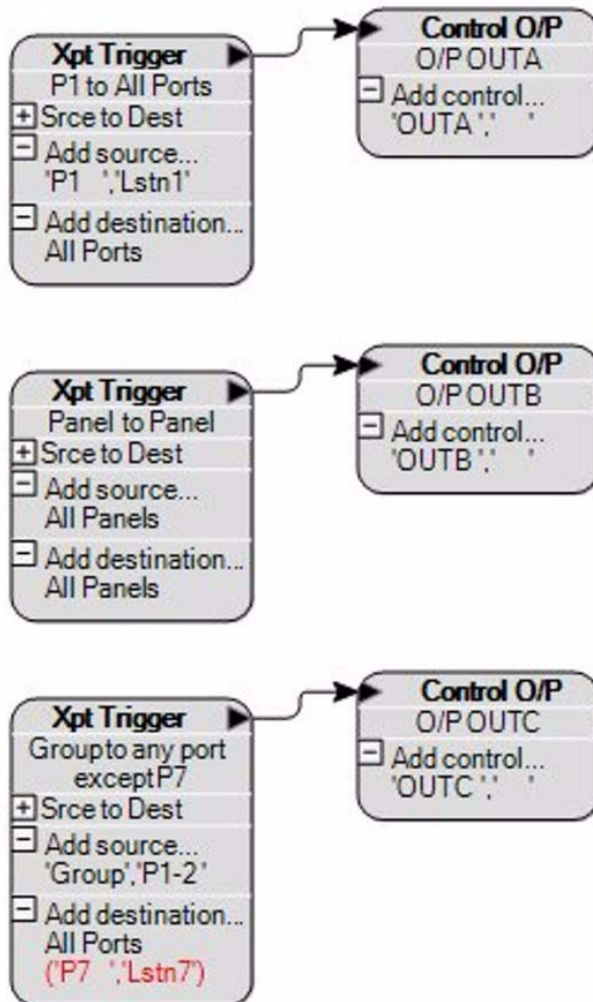 Xpt Trigger
P1 to All Ports
Srce to Dest
Add source...
'P1   ','Lstn1'
Add destination...
All Ports
Control O/P
O/P OUTA
Add control...
'OUTA ','     '
Xpt Trigger
Panel to Panel
Srce to Dest
Add source...
All Panels
Add destination...
All Panels
Control O/P
O/P OUTB
Add control...
'OUTB ','     '
Xpt Trigger
Group to any port
except P7
Srce to Dest
Add source...
'Group','P1-2 '
Add destination...
All Ports
('P7   ','Lstn7')
Control O/P
O/P OUTC
Add control...
'OUTC ','     '